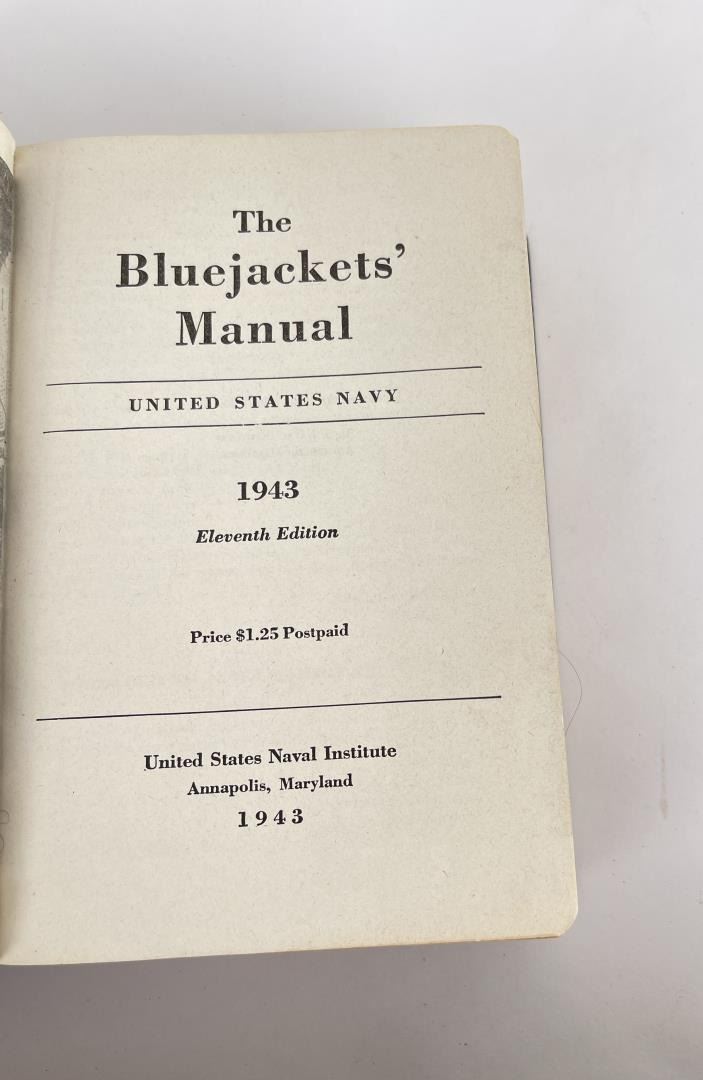 The
Bluejackets’
Manual
UNITED STATES NAVY
1943
Eleventh Edition
Price $1.25 Postpaid
United States Naval Institute
Annapolis, Maryland
1943